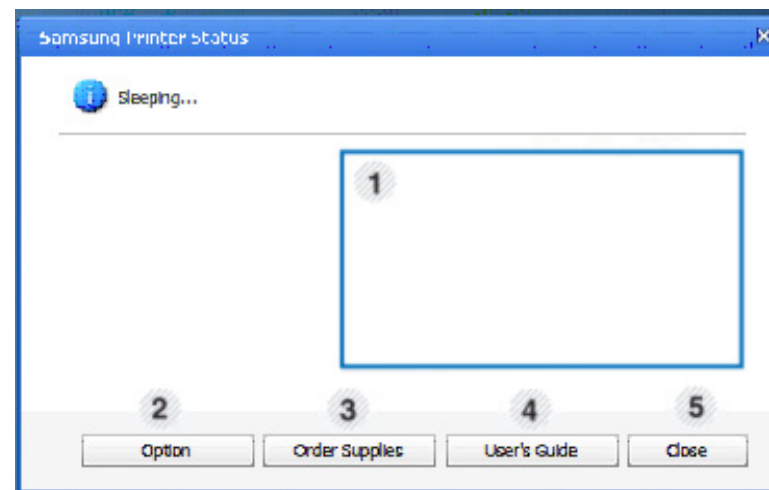 Samsung Printer Status
Sleeping...
1
2 3 4 5
Option Order Supplies User's Guide Close